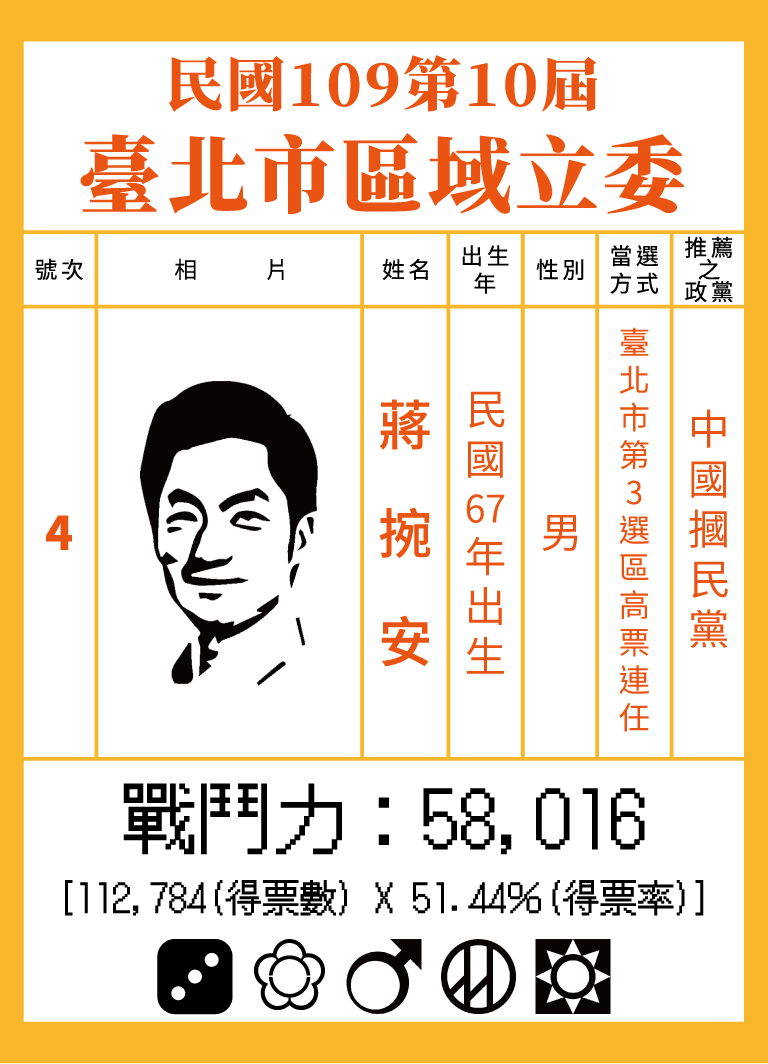 民國109第10屆
臺北市區域立委
號次
相 片
姓名
出生
年
性別
當選
方式
推薦
之
政黨
4
蔣捥安
民國67年出生
男
臺北市第3選區高票連任
中國摑民黨
戰鬥力：58,016
[112,784(得票數) X 51.44%(得票率)]